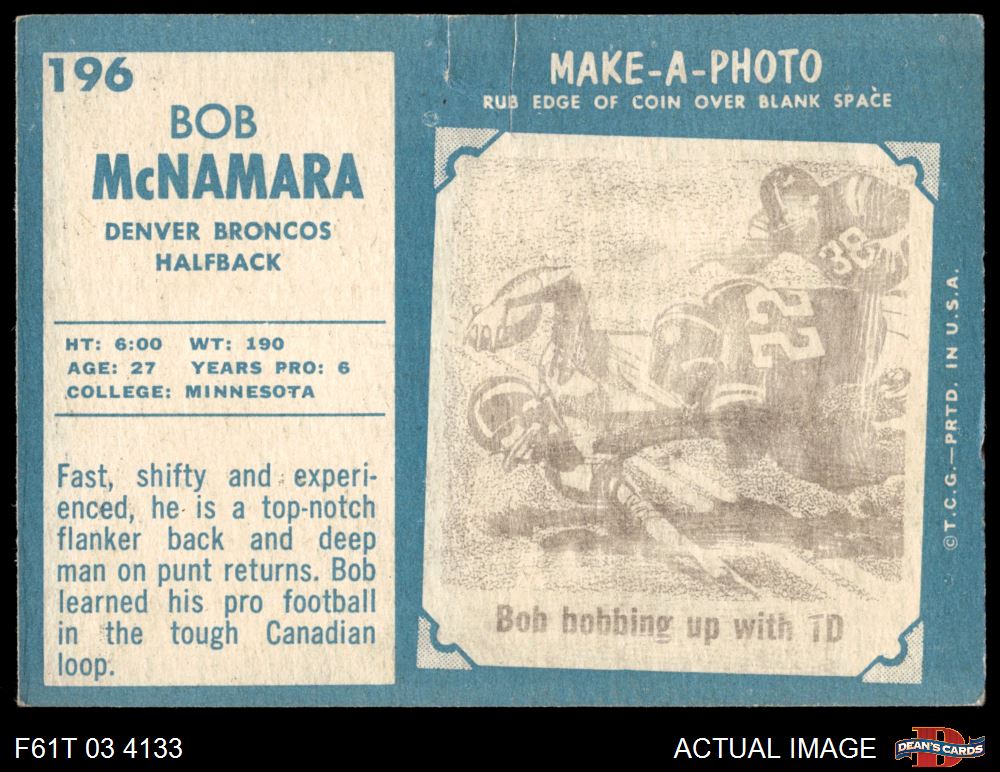 196
BOB
McNAMARA
DENVER BRONCOS
HALFBACK
HT: 6:00 WT: 190
AGE: 27 YEARS PRO: 6
COLLEGE: MINNESOTA
Fast, shifty and experi-
enced, he is a top-notch
flanker back and deep
man on punt returns. Bob
learned his pro football
in the tough Canadian
loop.
MAKE-A-PHOTO
RUB EDGE OF COIN OVER BLANK SPACE
38
22
Bob bobbing up with TD
©T.C.G.—PRTD. IN U.S.A.
F61T 03 4133
ACTUAL IMAGE
D
DEAN'S CARDS